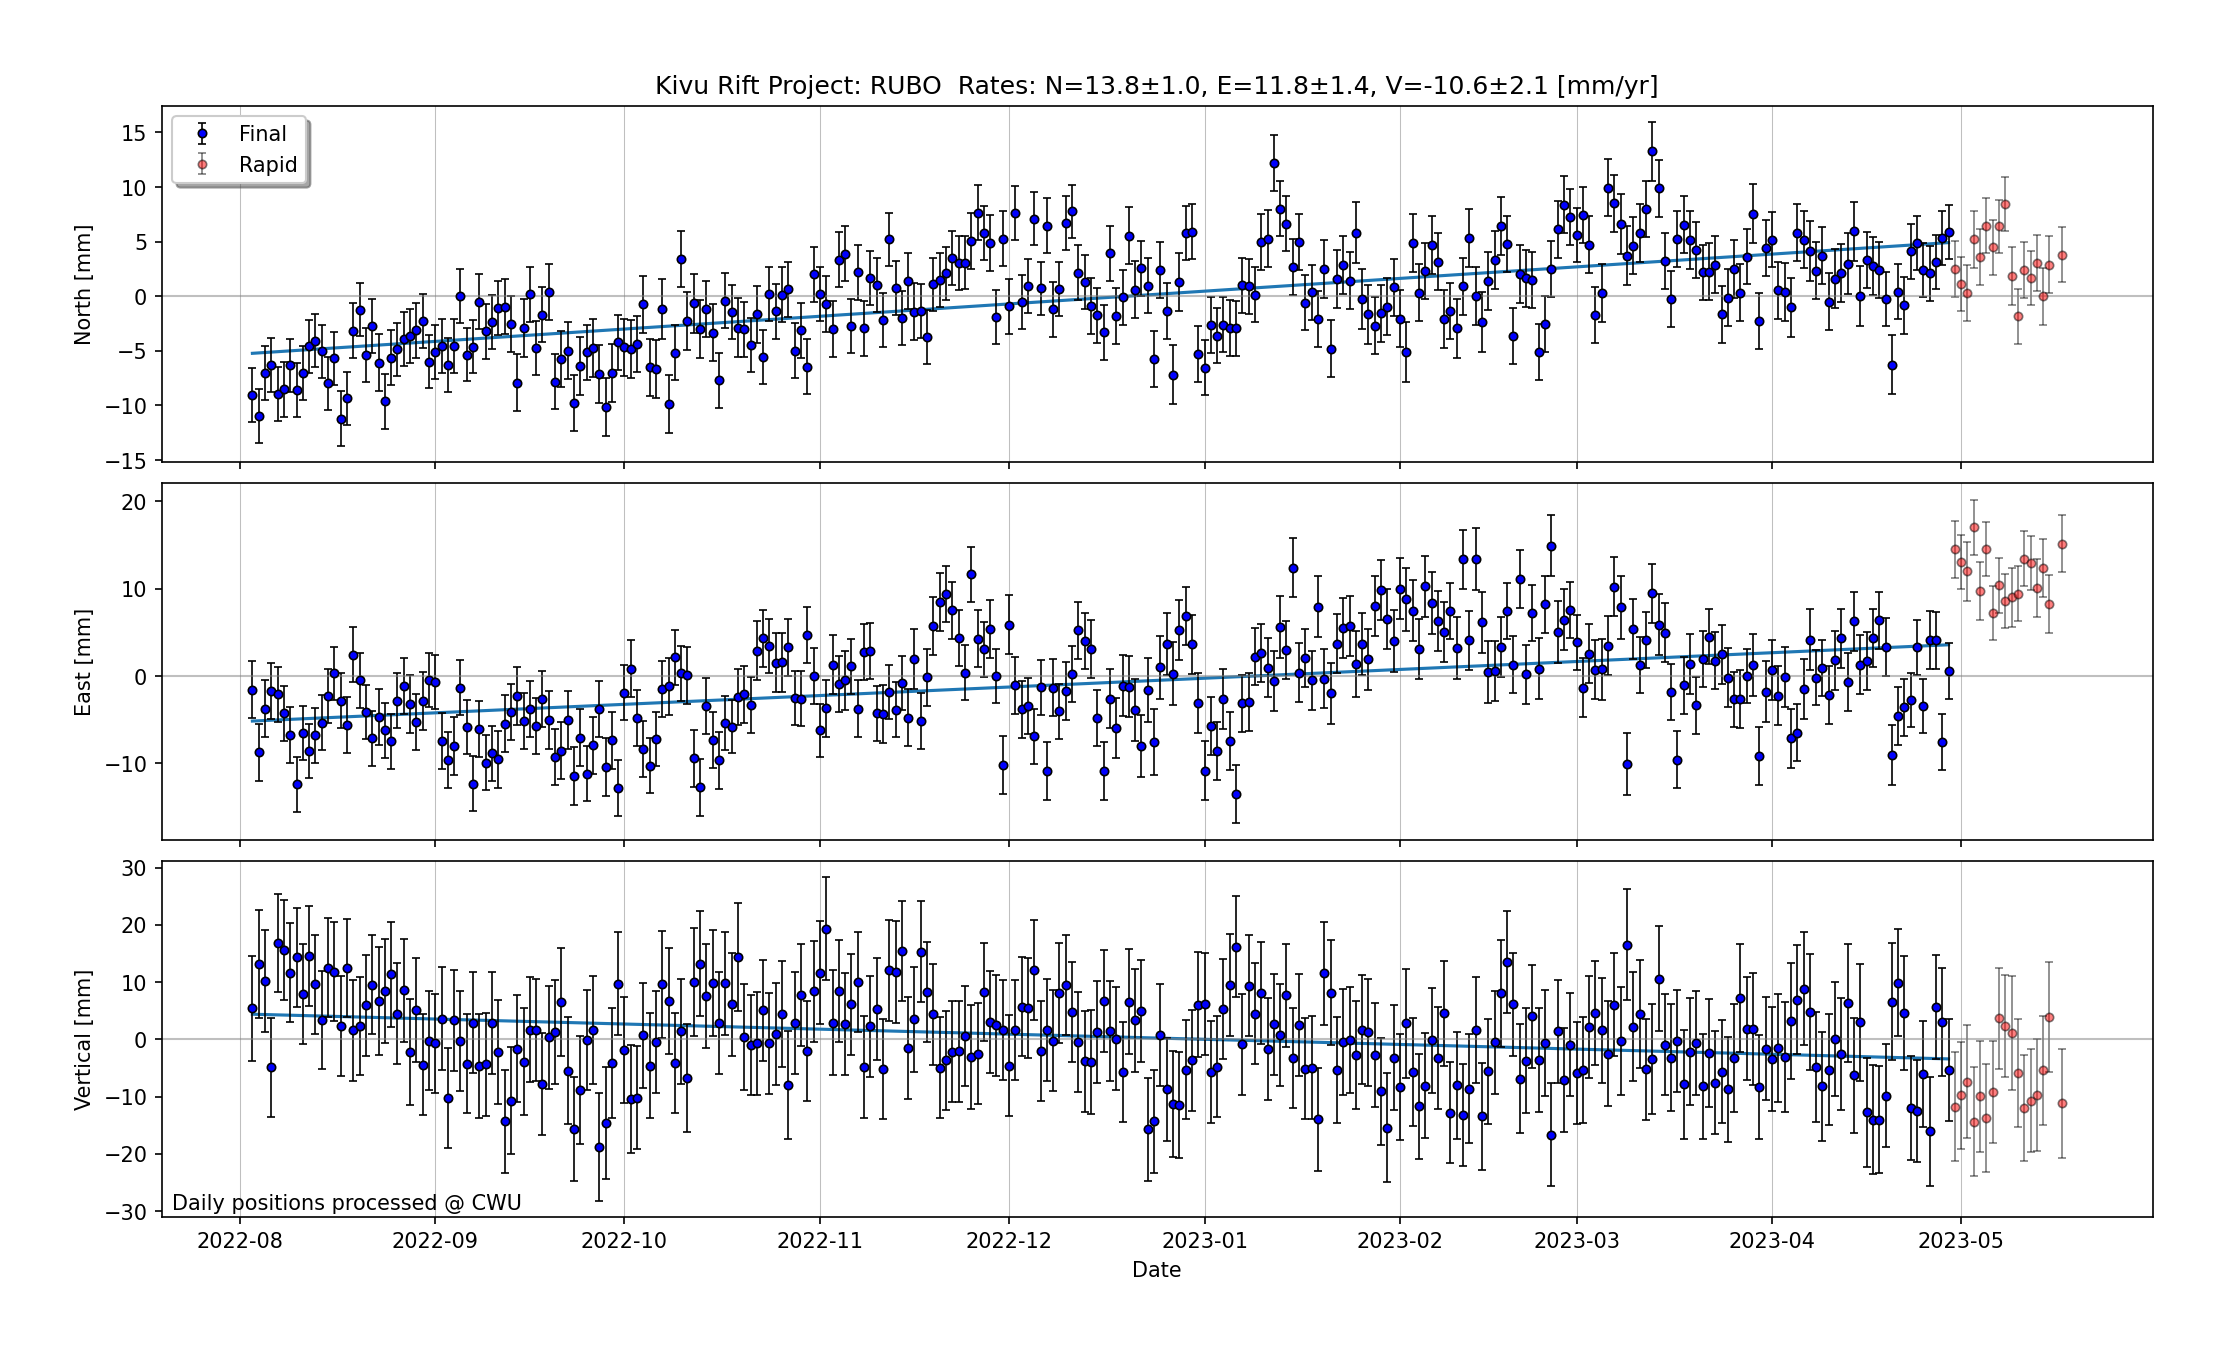 Kivu Rift Project: RUBO  Rates: N=13.8±1.0, E=11.8±1.4, V=-10.6±2.1 [mm/yr]
Final
Rapid
North [mm]
15
10
5
0
−5
−10
−15
East [mm]
20
10
0
−10
Vertical [mm]
30
20
10
0
−10
−20
−30
Daily positions processed @ CWU
2022-08 2022-09 2022-10 2022-11 2022-12 2023-01 2023-02 2023-03 2023-04 2023-05
Date